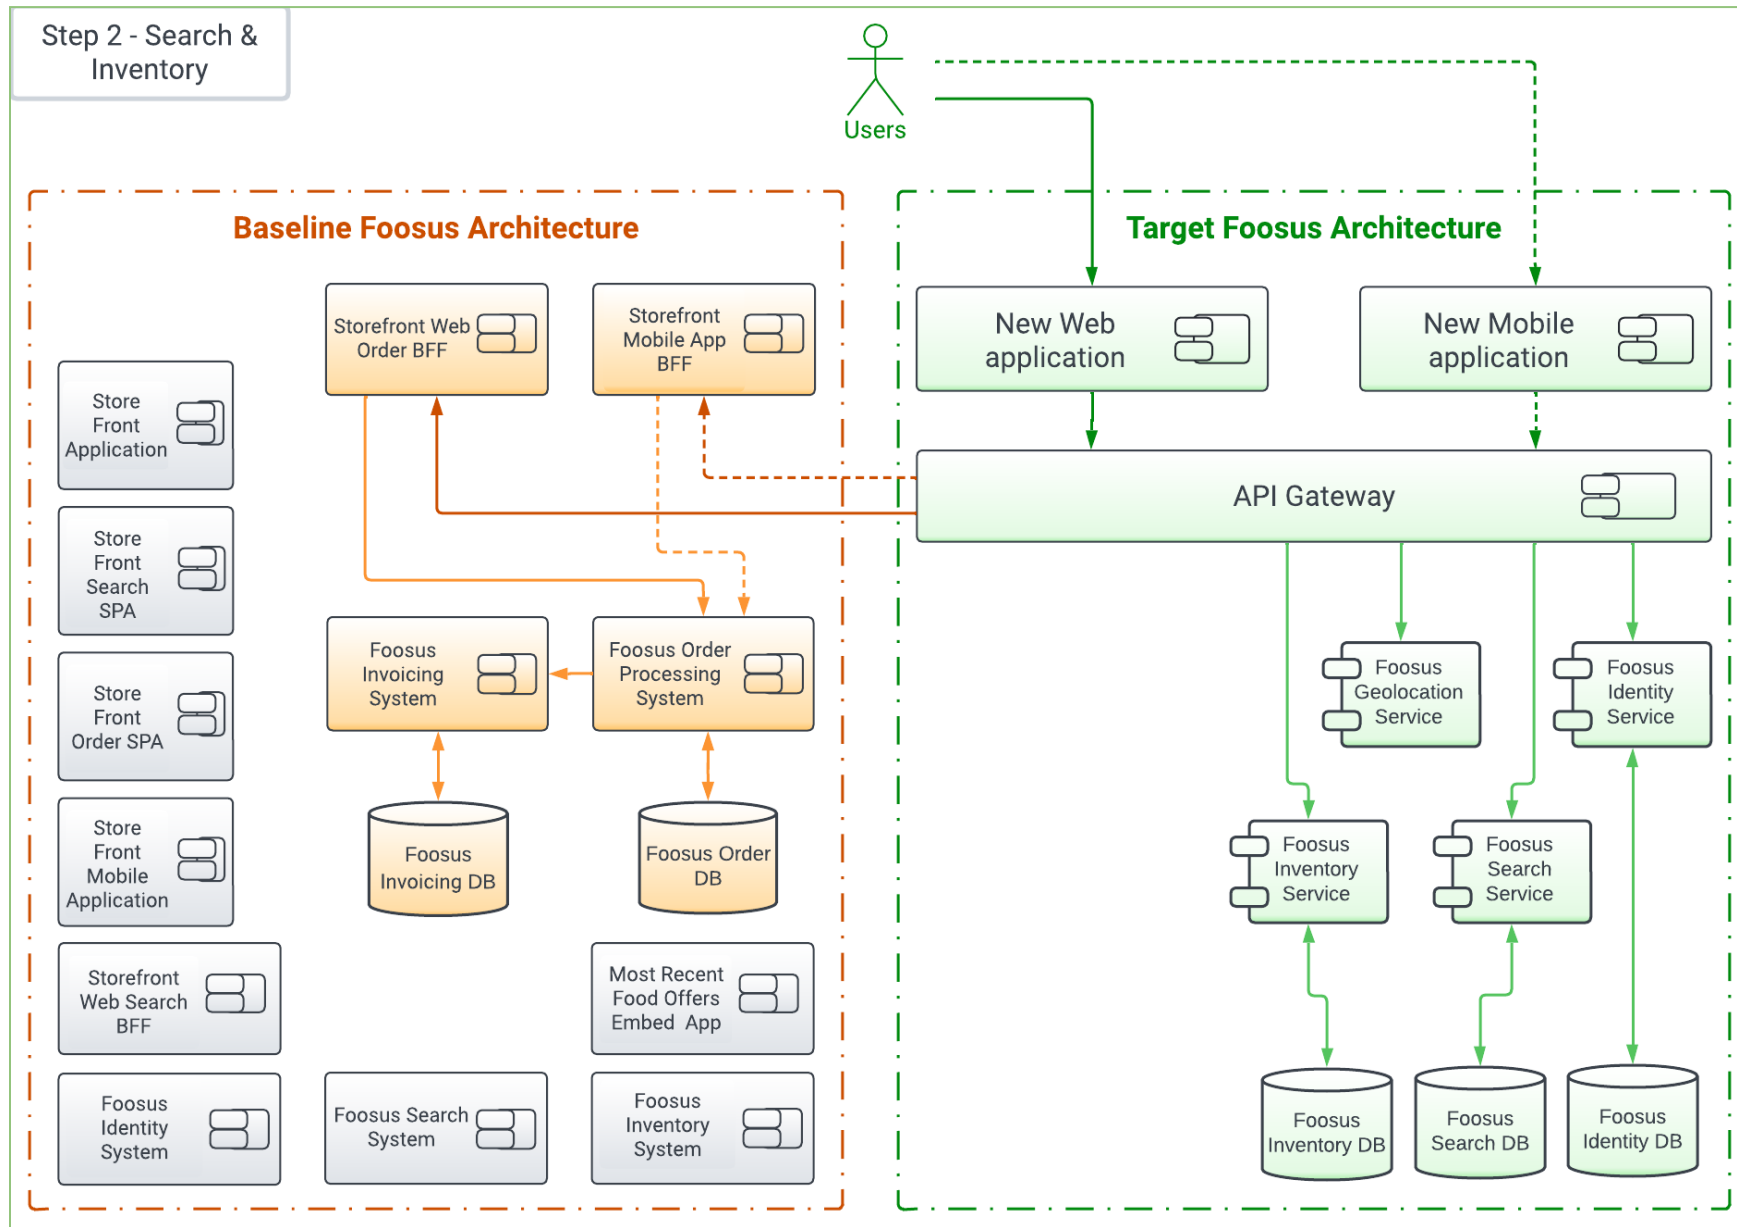 Step 2 - Search &
Inventory
Users
Baseline Foosus Architecture
Target Foosus Architecture
Storefront Web
Order BFF
Storefront
Mobile App
BFF
New Web
application
New Mobile
application
Store
Front
Application
API Gateway
Store
Front
Search
SPA
Foosus
Invoicing
System
Foosus Order
Processing
System
Foosus
Geolocation
Service
Foosus
Identity
Service
Store
Front
Order SPA
Store
Front
Mobile
Application
Foosus
Invoicing DB
Foosus Order
DB
Foosus
Inventory
Service
Foosus
Search
Service
Storefront
Web Search
BFF
Most Recent
Food Offers
Embed  App
Foosus
Identity
System
Foosus Search
System
Foosus
Inventory
System
Foosus
Inventory DB
Foosus
Search DB
Foosus
Identity DB